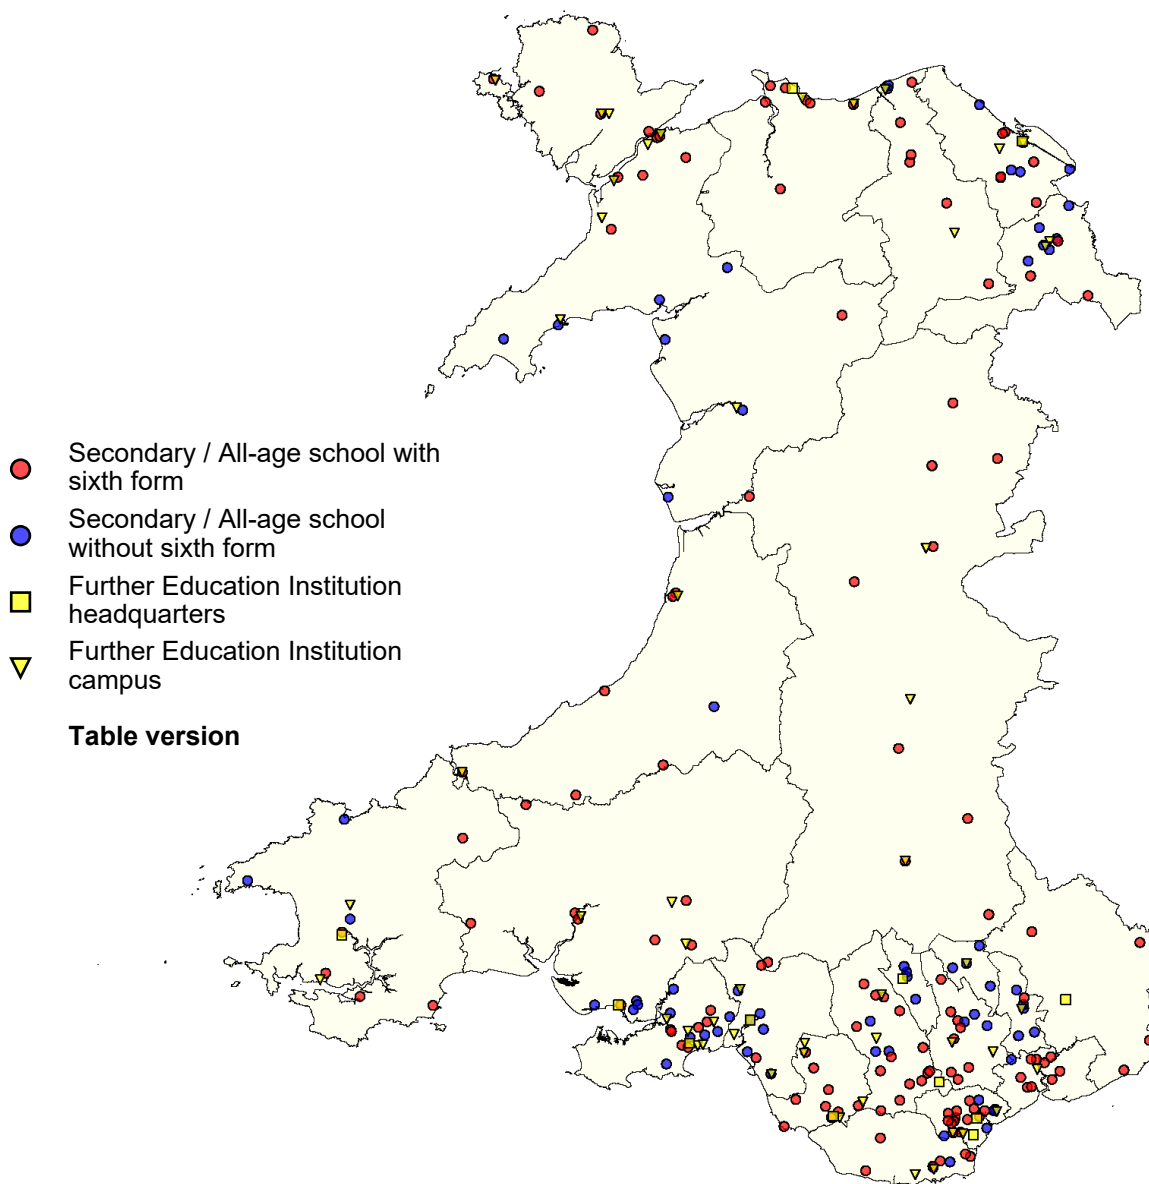 Secondary / All-age school with
sixth form
Secondary / All-age school
without sixth form
Further Education Institution
headquarters
Further Education Institution
campus
Table version